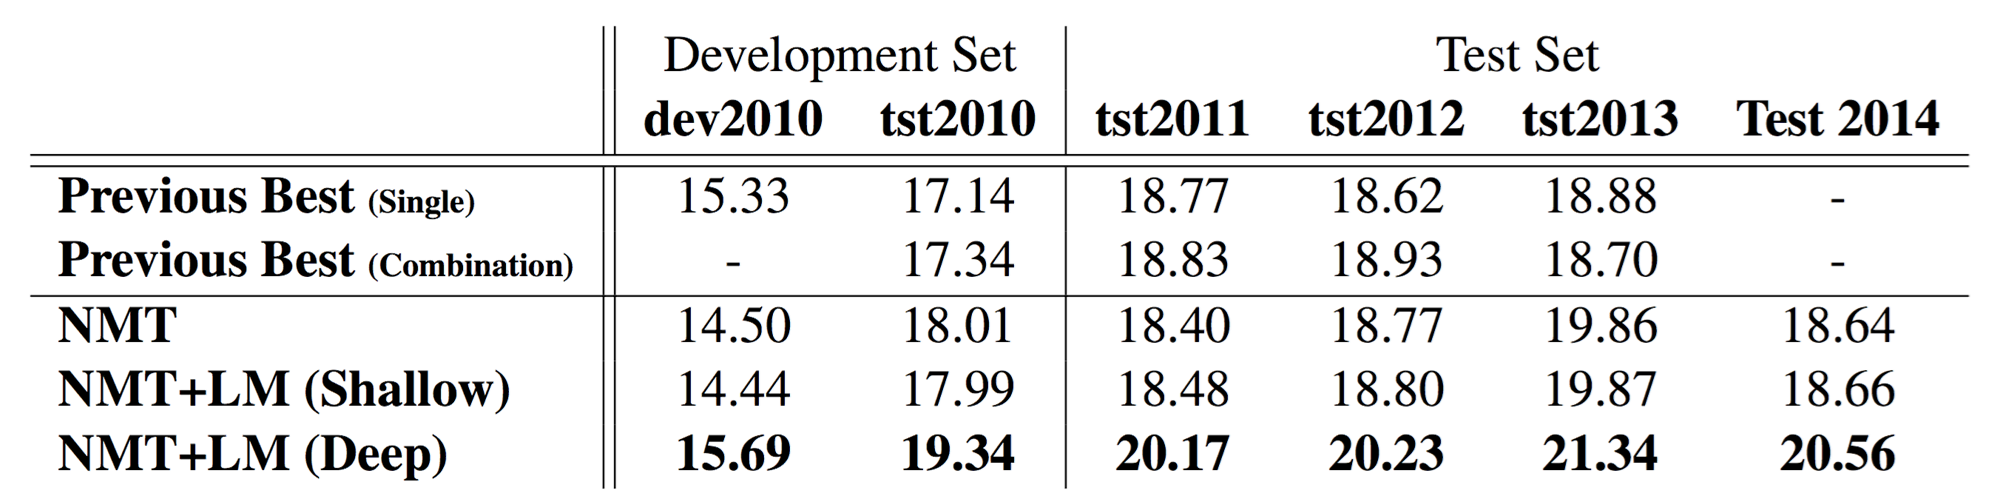 Development Set Test Set
dev2010 tst2010 tst2011 tst2012 tst2013 Test 2014
Previous Best (Single) 15.33 17.14 18.77 18.62 18.88 -
Previous Best (Combination) - 17.34 18.83 18.93 18.70 -
NMT 14.50 18.01 18.40 18.77 19.86 18.64
NMT+LM (Shallow) 14.44 17.99 18.48 18.80 19.87 18.66
NMT+LM (Deep) 15.69 19.34 20.17 20.23 21.34 20.56